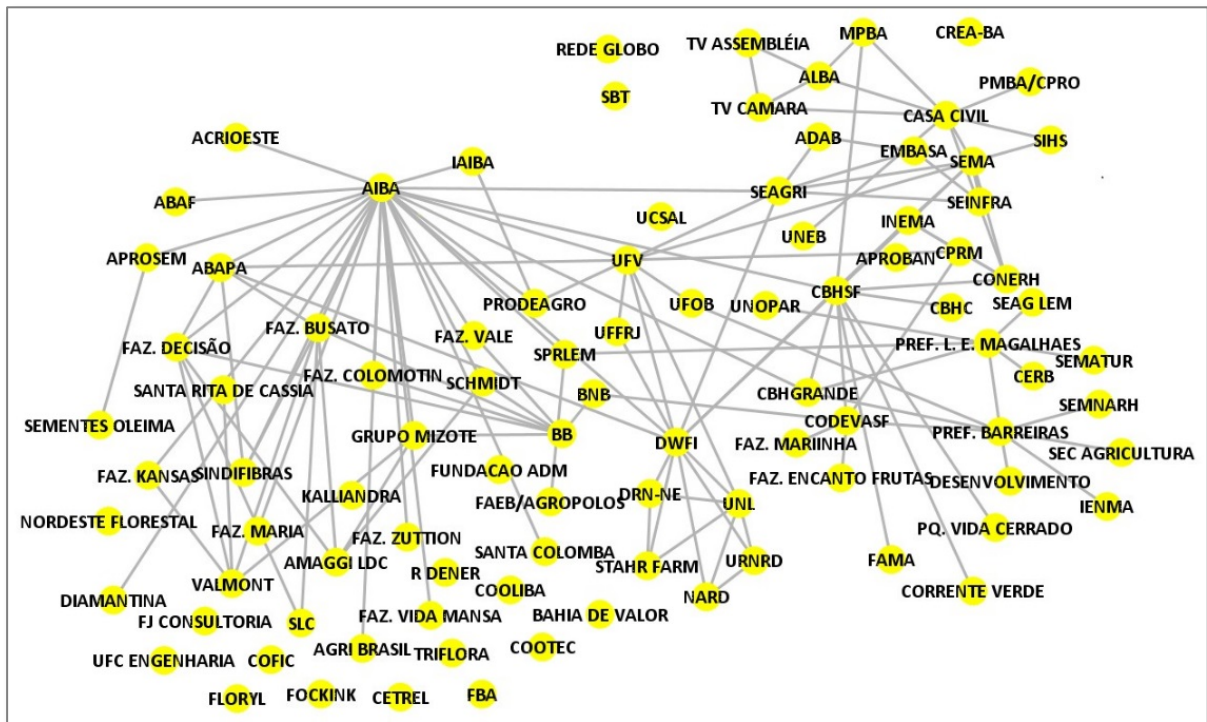 REDE GLOBO
TV ASSEMBLÉIA
MPBA
CREA-BA
ALBA
PMBA/CPRO
SBT
TV CAMARA
CASA CIVIL
ACRIOESTE
ADAB
EMBASA
SIHS
IAIBA
SEMA
AIBA
SEAGRI
ABAF
SEINFRA
UCSAL
INEMA
UNEB
APROSEM
ABAPA
UFV
APROBAN
CPRM
CONERH
PRODEAGRO
UFOB
UNOPAR
CBHSF
CBHC
SEAG LEM
FAZ. BUSATO
FAZ. VALE
UFFRJ
FAZ. DECISÃO
SPRLEM
PREF. L. E. MAGALHAES
SEMATUR
SANTA RITA DE CASSIA
FAZ. COLOMOTIN
SCHMIDT
CERB
BNB
CBHGRANDE
SEMNARH
SEMENTES OLEIMA
GRUPO MIZOTE
BB
DWFI
CODEVASF
PREF. BARREIRAS
FAZ. MARIINHA
SEC AGRICULTURA
FAZ. KANSAS
SINDIFIBRAS
FUNDACAO ADM
FAZ. ENCANTO FRUTAS
DESENVOLVIMENTO
KALLIANDRA
FAEB/AGROPOLOS
DRN-NE
UNL
IENMA
NORDESTE FLORESTAL
FAZ. MARIA
FAZ. ZUTTION
PQ. VIDA CERRADO
SANTA COLOMBA
AMAGGI LDC
STAHR FARM
URNRD
FAMA
VALMONT
R DENER
COOLIBA
NARD
CORRENTE VERDE
DIAMANTINA
FJ CONSULTORIA
SLC
FAZ. VIDA MANSA
BAHIA DE VALOR
AGRI BRASIL
TRIFLORA
COOTEC
UFC ENGENHARIA
COFIC
FLORYL
FOCKINK
CETREL
FBA